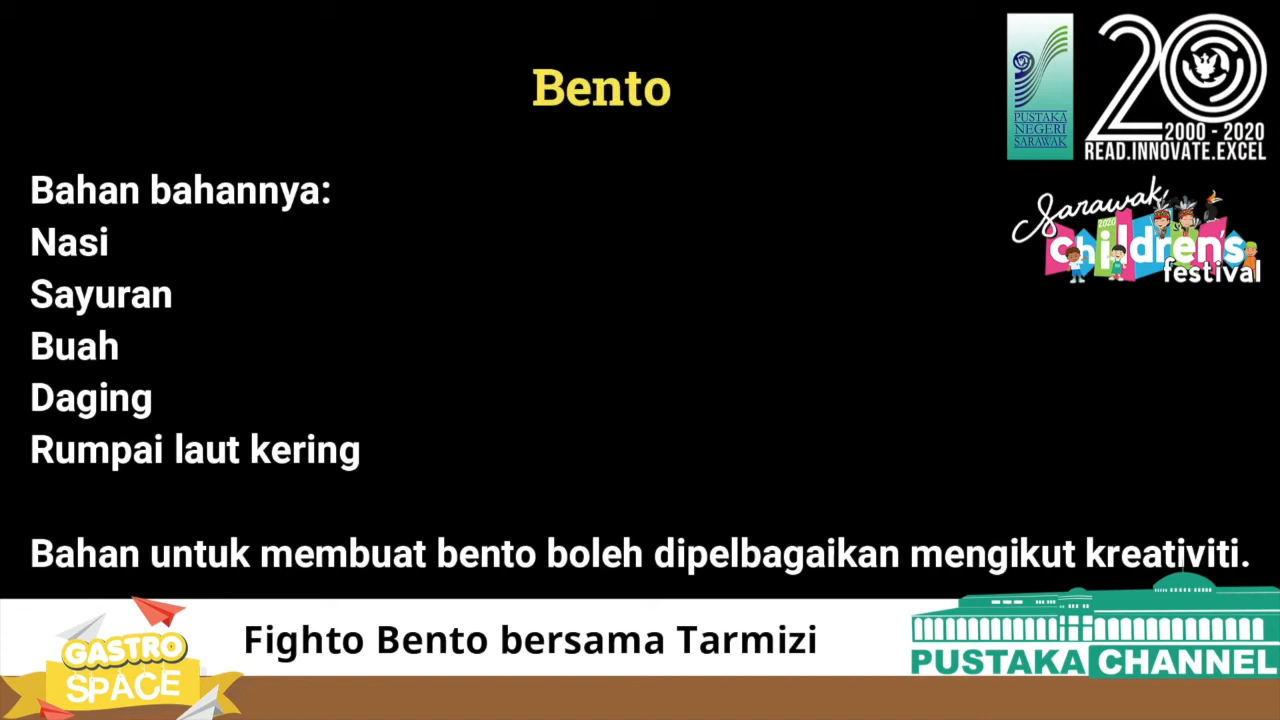 Bento
PUSTAKA
NEGERI
SARAWAK
20
2000 - 2020
READ.INNOVATE.EXCEL
Sarawak
2020
children's
festival
Bahan bahannya:
Nasi
Sayuran
Buah
Daging
Rumpai laut kering
Bahan untuk membuat bento boleh dipelbagaikan mengikut kreativiti.
GASTRO
SPACE
Fighto Bento bersama Tarmizi
PUSTAKA CHANNEL